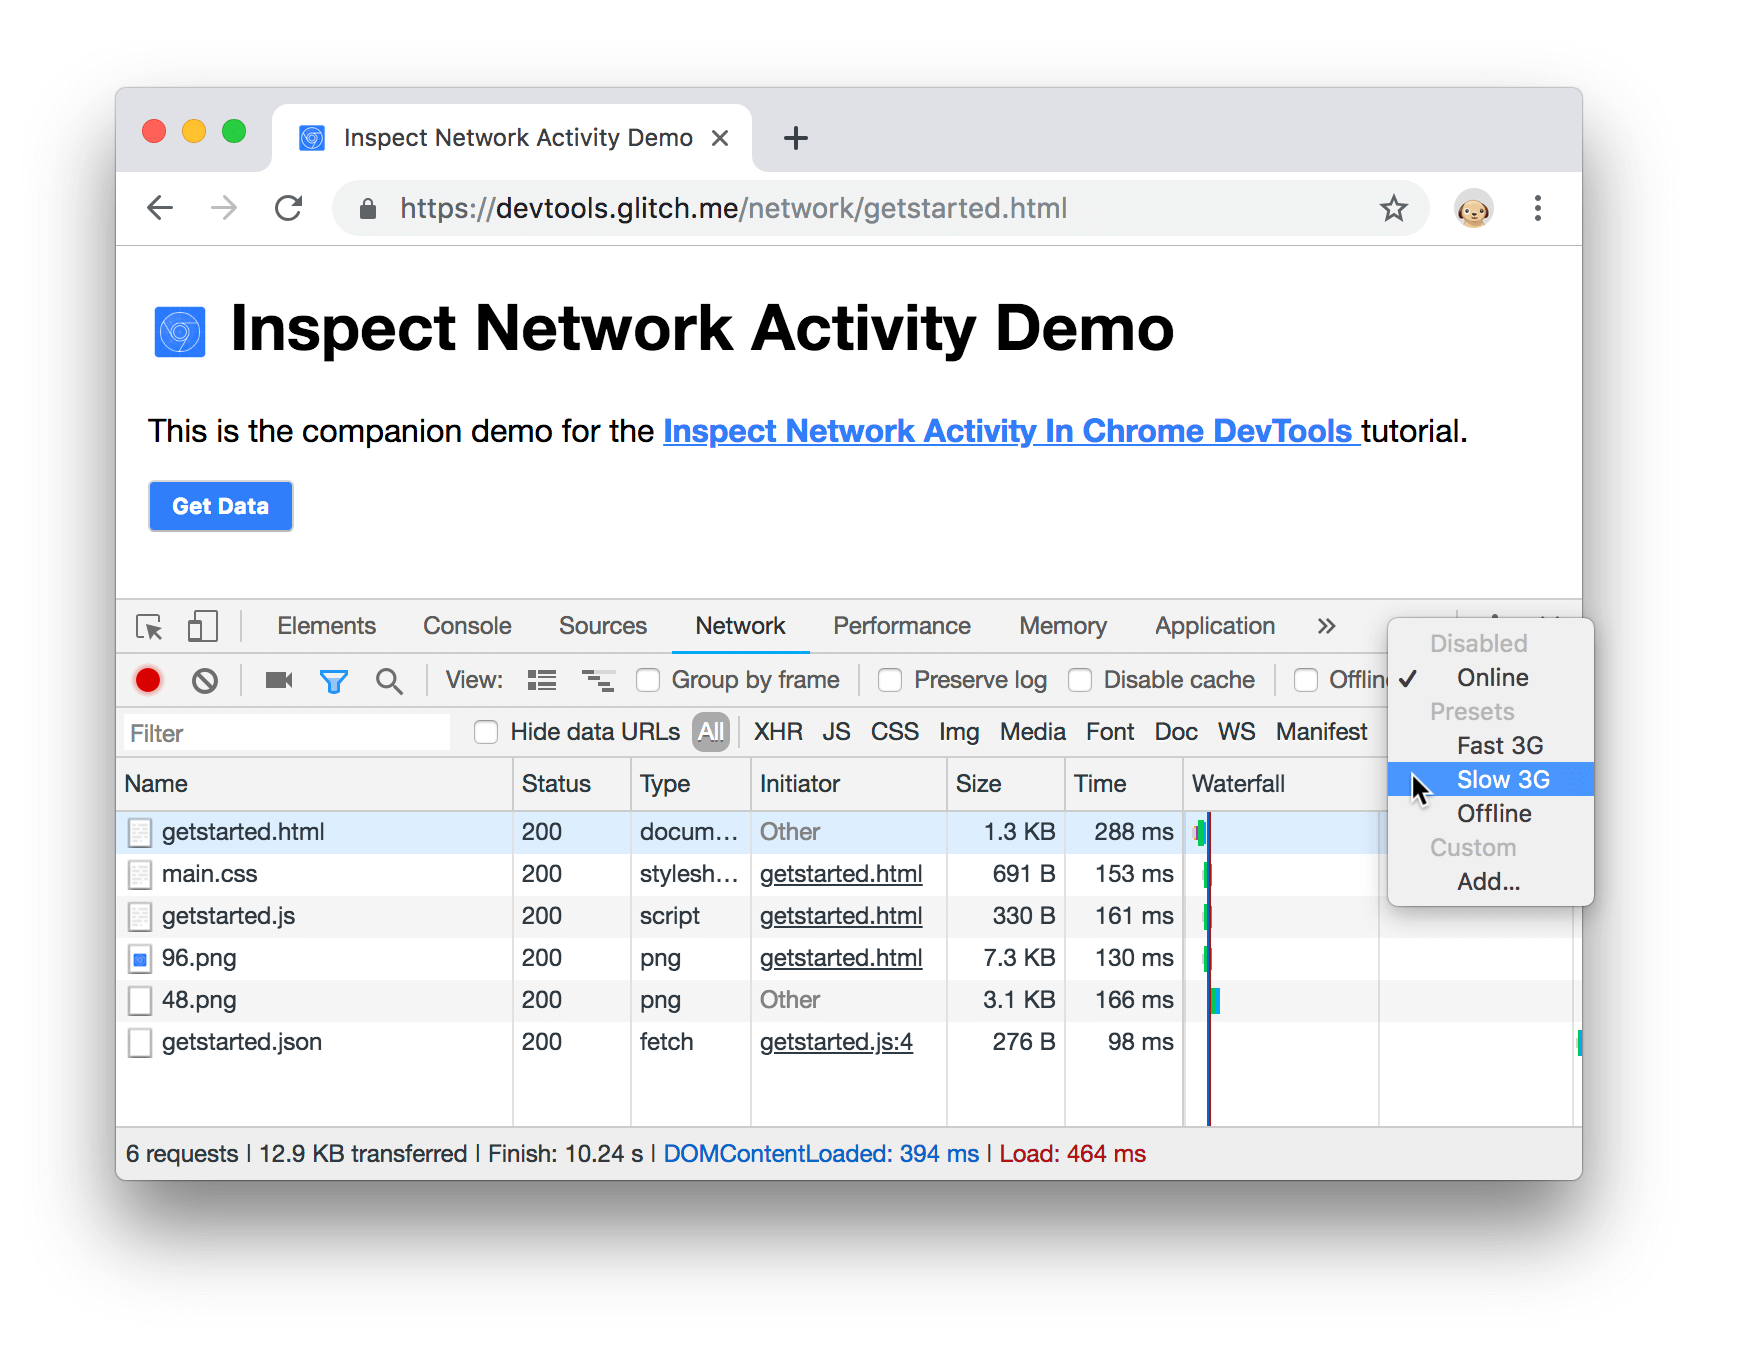 Inspect Network Activity Demo
https://devtools.glitch.me/network/getstarted.html
Inspect Network Activity Demo
This is the companion demo for the Inspect Network Activity In Chrome DevTools tutorial.
Get Data
Elements Console Sources Network Performance Memory Application »
View: Group by frame Preserve log Disable cache Offlin
Filter Hide data URLs All XHR JS CSS Img Media Font Doc WS Manifest
Disabled
Online
Presets
Fast 3G
Slow 3G
Offline
Custom
Add...
Name Status Type Initiator Size Time Waterfall
getstarted.html 200 docum... Other 1.3 KB 288 ms
main.css 200 stylesh... getstarted.html 691 B 153 ms
getstarted.js 200 script getstarted.html 330 B 161 ms
96.png 200 png getstarted.html 7.3 KB 130 ms
48.png 200 png Other 3.1 KB 166 ms
getstarted.json 200 fetch getstarted.js:4 276 B 98 ms
6 requests | 12.9 KB transferred | Finish: 10.24 s | DOMContentLoaded: 394 ms | Load: 464 ms